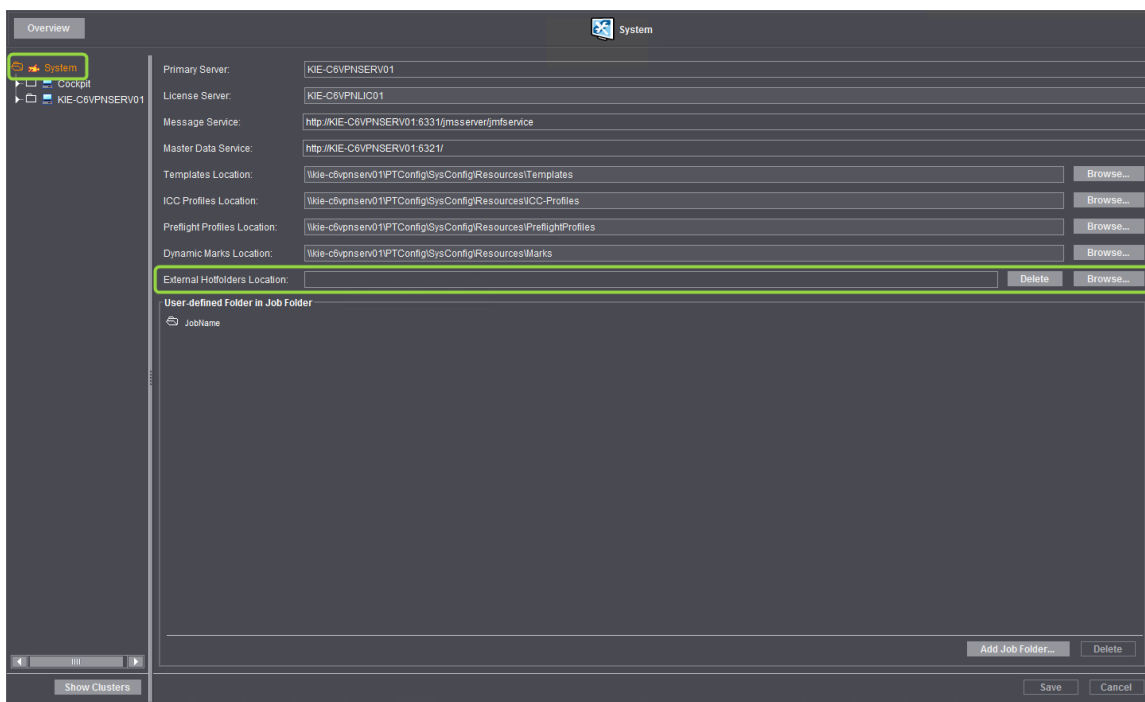 Overview
System
System
Cockpit
KIE-C6VPNSERV01
Primary Server: KIE-C6VPNSERV01
License Server: KIE-C6VPNLIC01
Message Service: http://KIE-C6VPNSERV01:6331/jmsserver/jmfservice
Master Data Service: http://KIE-C6VPNSERV01:6321/
Templates Location: \\kie-c6vpnserv01\PTConfig\SysConfig\Resources\Templates Browse...
ICC Profiles Location: \\kie-c6vpnserv01\PTConfig\SysConfig\Resources\ICC-Profiles Browse...
Preflight Profiles Location: \\kie-c6vpnserv01\PTConfig\SysConfig\Resources\PreflightProfiles Browse...
Dynamic Marks Location: \\kie-c6vpnserv01\PTConfig\SysConfig\Resources\Marks Browse...
External Hotfolders Location: Delete Browse...
User-defined Folder in Job Folder
JobName
Add Job Folder... Delete
Show Clusters
Save Cancel